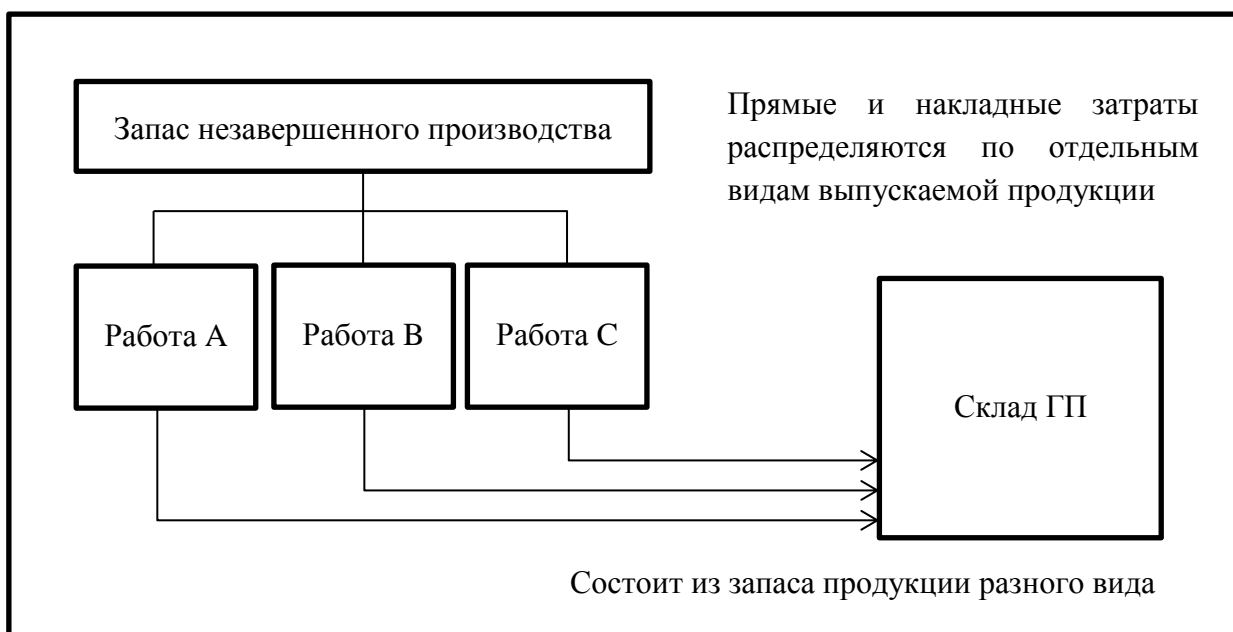 Запас незавершенного производства
Прямые и накладные затраты
распределяются по отдельным
видам выпускаемой продукции
Работа А
Работа В
Работа С
Склад ГП
Состоит из запаса продукции разного вида